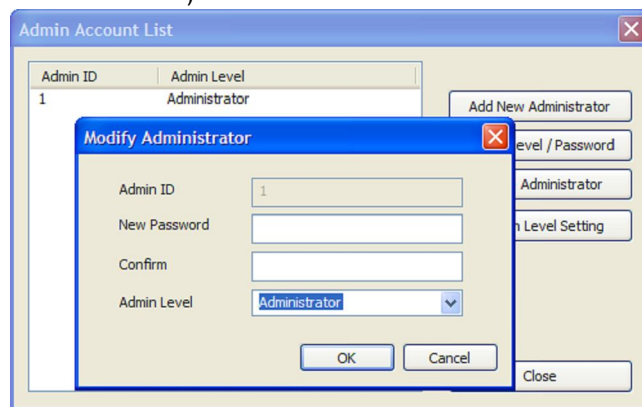 Admin Account List
Admin ID Admin Level
1 Administrator
Add New Administrator
evel / Password
Administrator
Level Setting
Close
Modify Administrator
Admin ID 1
New Password
Confirm
Admin Level Administrator
OK Cancel